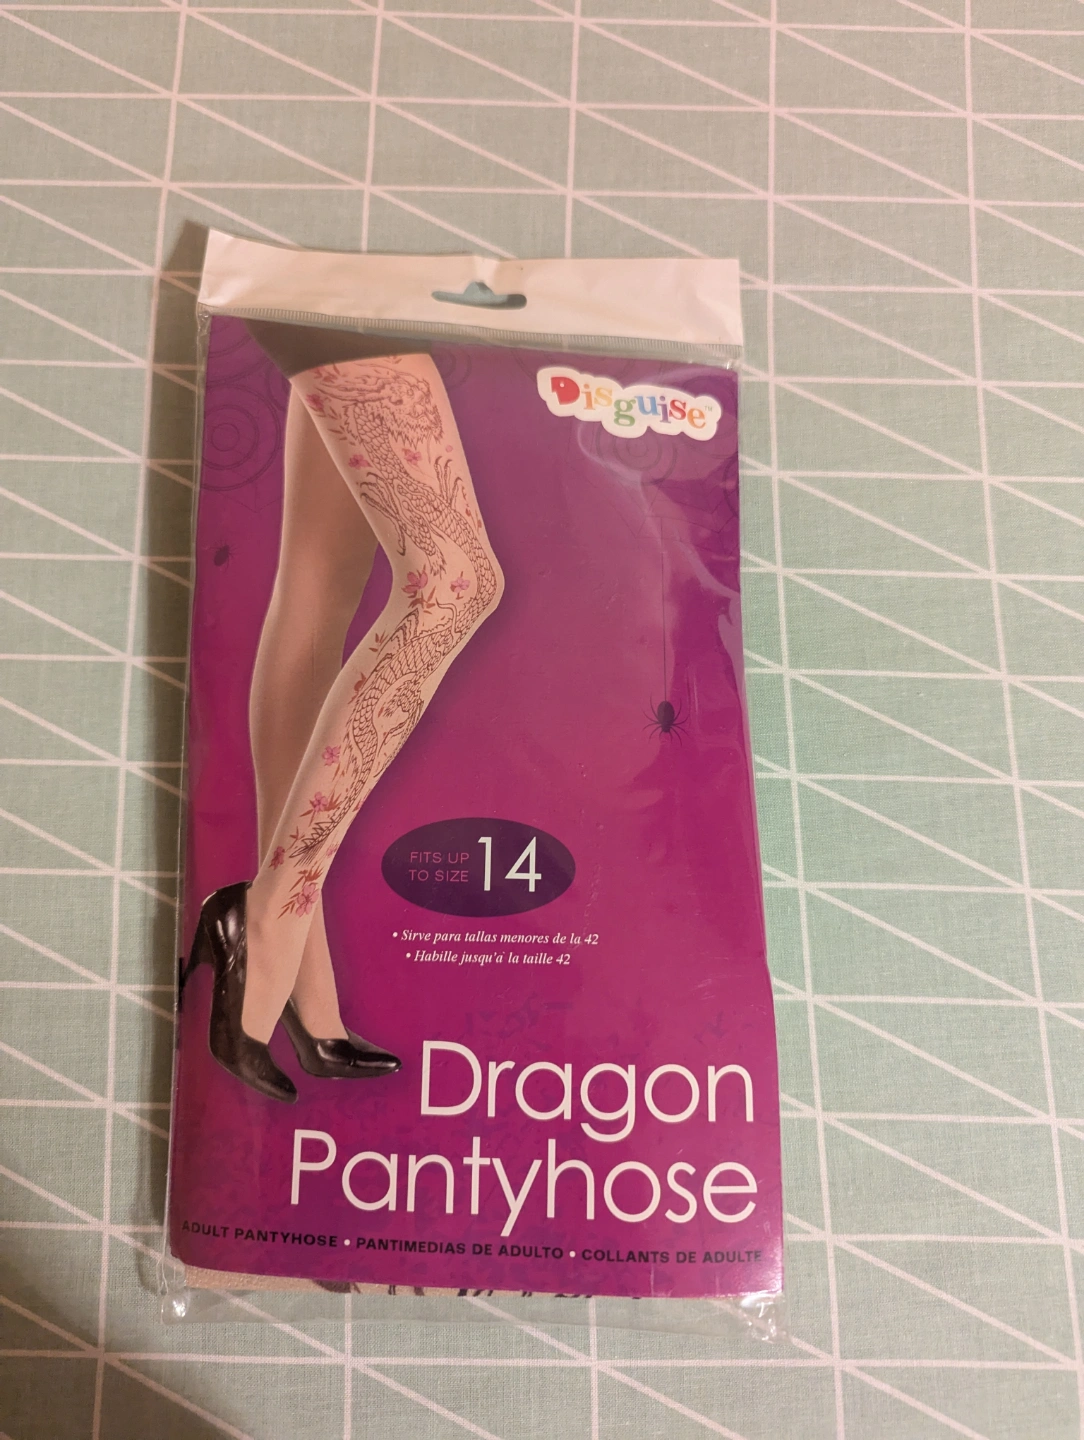 Disguise™
FITS UP
TO SIZE 14
• Sirve para tallas menores de la 42
• Habille jusqu'à la taille 42
Dragon
Pantyhose
ADULT PANTYHOSE • PANTIMEDIAS DE ADULTO • COLLANTS DE ADULTE